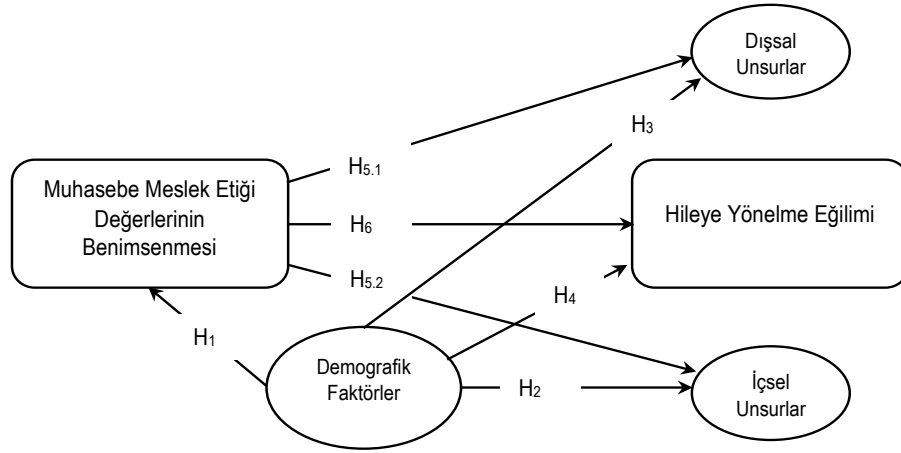 Dışsal
Unsurlar
H3
H5.1
Muhasebe Meslek Etiği
Değerlerinin
Benimsenmesi
H6
Hileye Yönelme Eğilimi
H5.2
H4
H1
Demografik
Faktörler
H2
İçsel
Unsurlar